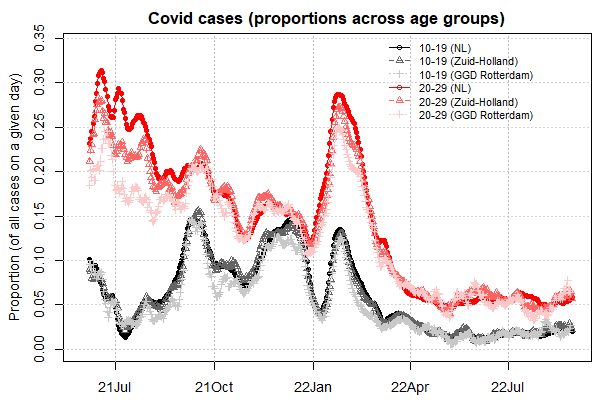 Covid cases (proportions across age groups)
Proportion (of all cases on a given day)
0.35
0.30
0.25
0.20
0.15
0.10
0.05
0.00
10-19 (NL)
10-19 (Zuid-Holland)
10-19 (GGD Rotterdam)
20-29 (NL)
20-29 (Zuid-Holland)
20-29 (GGD Rotterdam)
21Jul 21Oct 22Jan 22Apr 22Jul